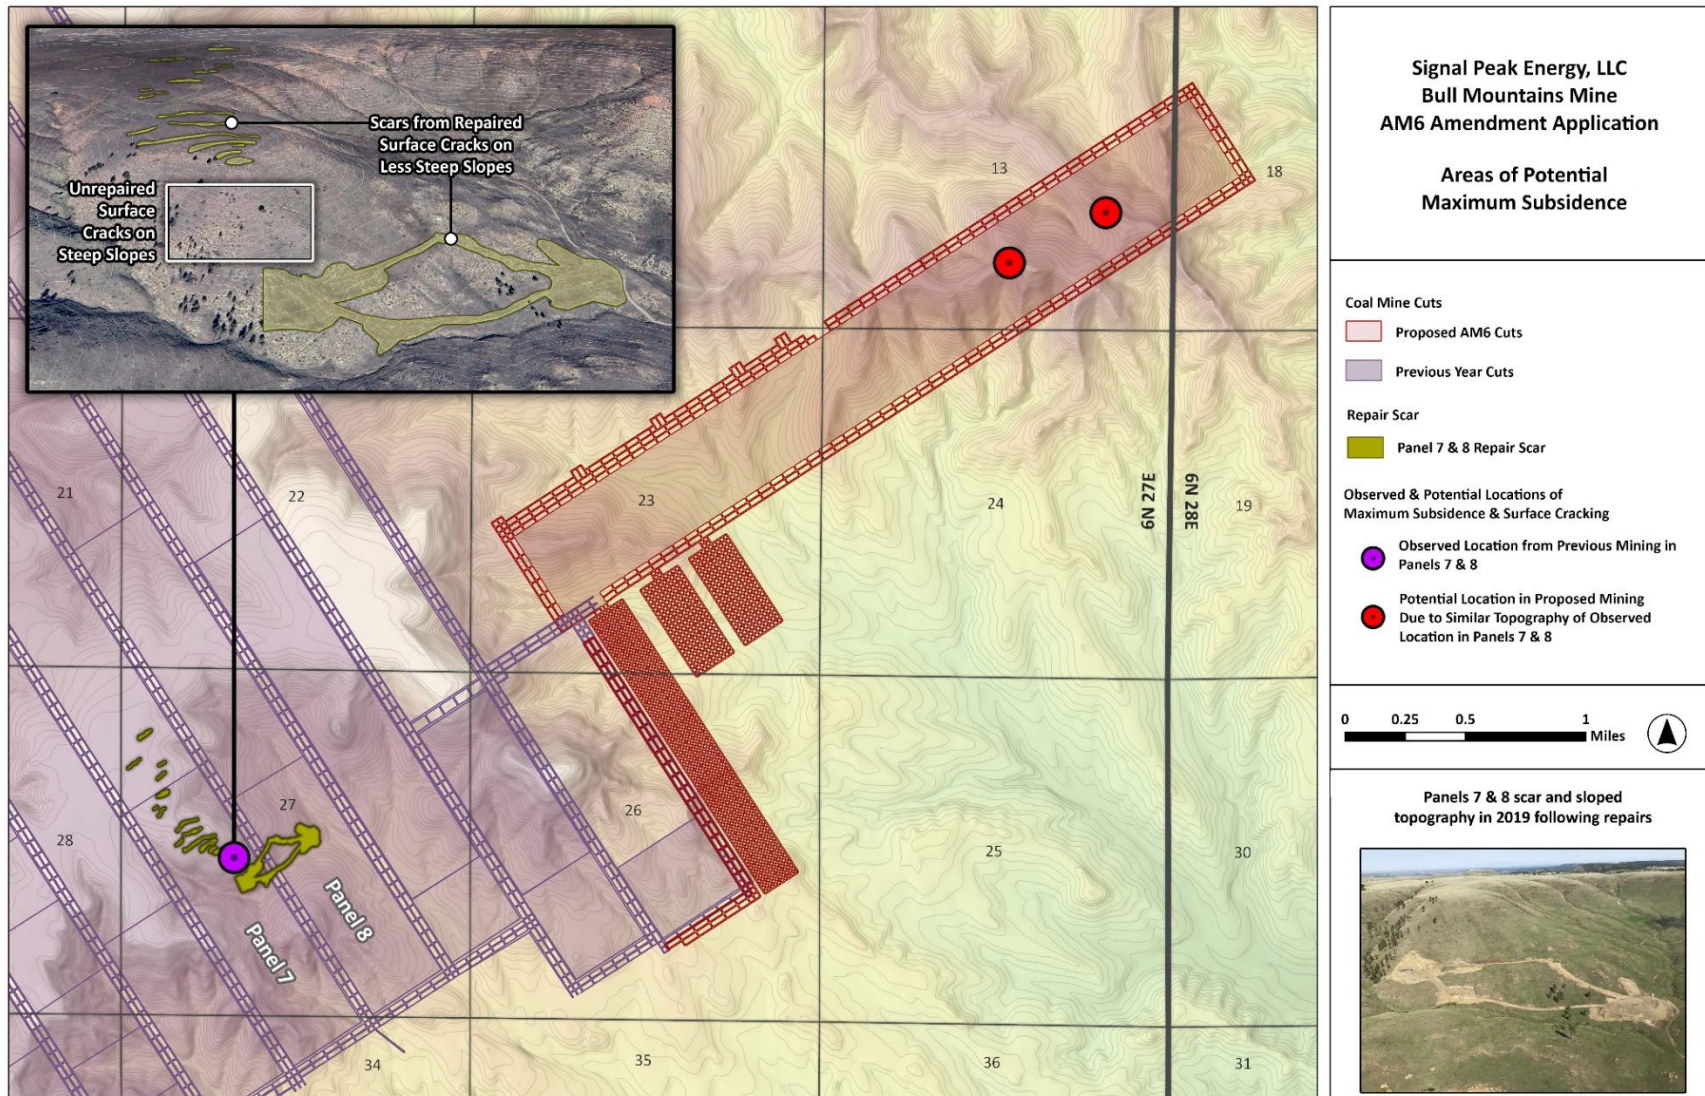 Scars from Repaired
Surface Cracks on
Less Steep Slopes
Unrepaired
Surface
Cracks on
Steep Slopes
13
18
21
22
23
24
6N 27E
6N 28E
19
28
27
26
25
30
Panel 8
Panel 7
34
35
36
31
Signal Peak Energy, LLC
Bull Mountains Mine
AM6 Amendment Application
Areas of Potential
Maximum Subsidence
Coal Mine Cuts
Proposed AM6 Cuts
Previous Year Cuts
Repair Scar
Panel 7 & 8 Repair Scar
Observed & Potential Locations of
Maximum Subsidence & Surface Cracking
Observed Location from Previous Mining in
Panels 7 & 8
Potential Location in Proposed Mining
Due to Similar Topography of Observed
Location in Panels 7 & 8
0 0.25 0.5 1
Miles
Panels 7 & 8 scar and sloped
topography in 2019 following repairs